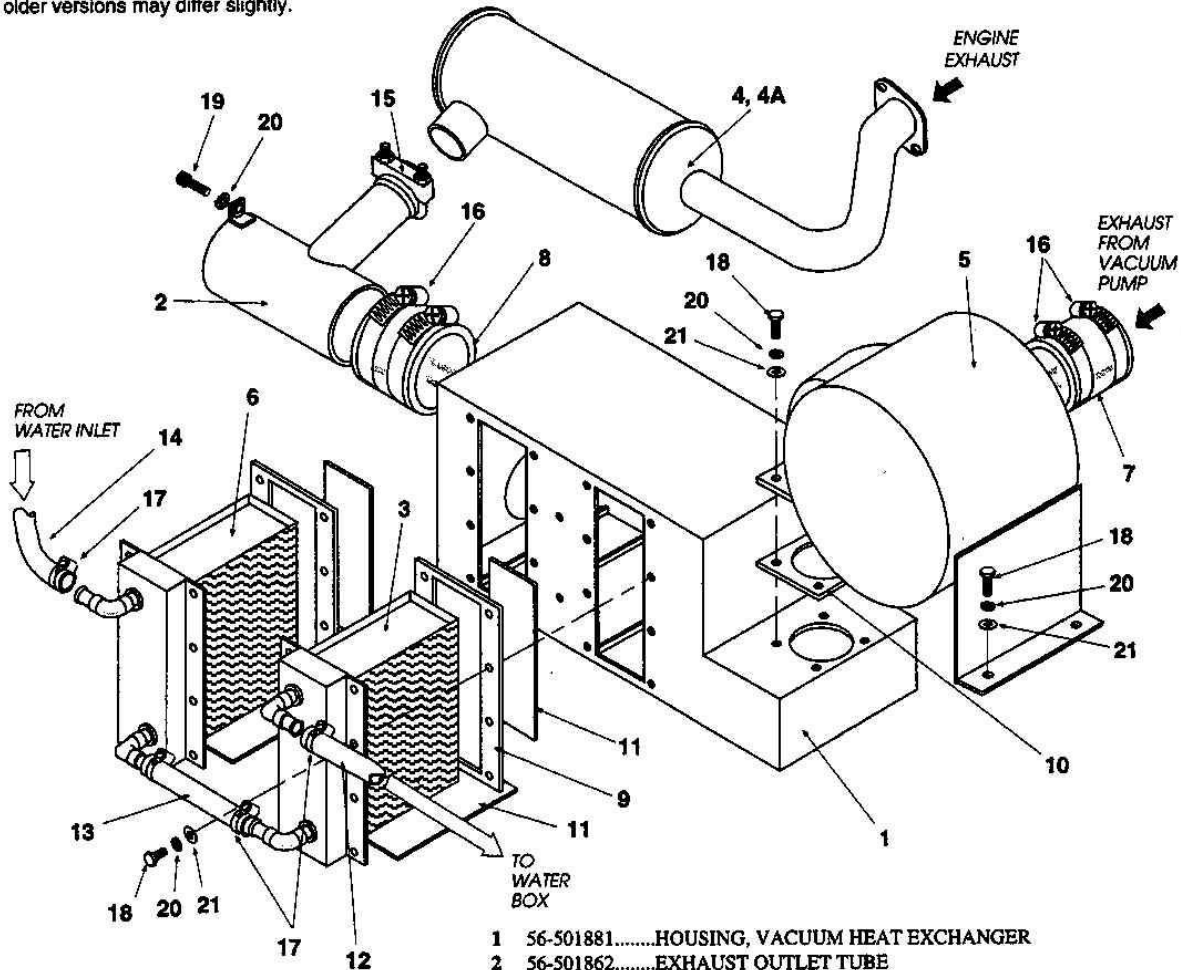 older versions may differ slightly.
ENGINE
EXHAUST
4, 4A
19
20
15
16
8
2
18
20
21
5
16
EXHAUST
FROM
VACUUM
PUMP
7
FROM
WATER INLET
14
17
6
3
18
20
21
11
9
11
10
1
13
18
20
21
17
12
TO
WATER
BOX
1 56-501881........HOUSING, VACUUM HEAT EXCHANGER
2 56-501862........EXHAUST OUTLET TUBE